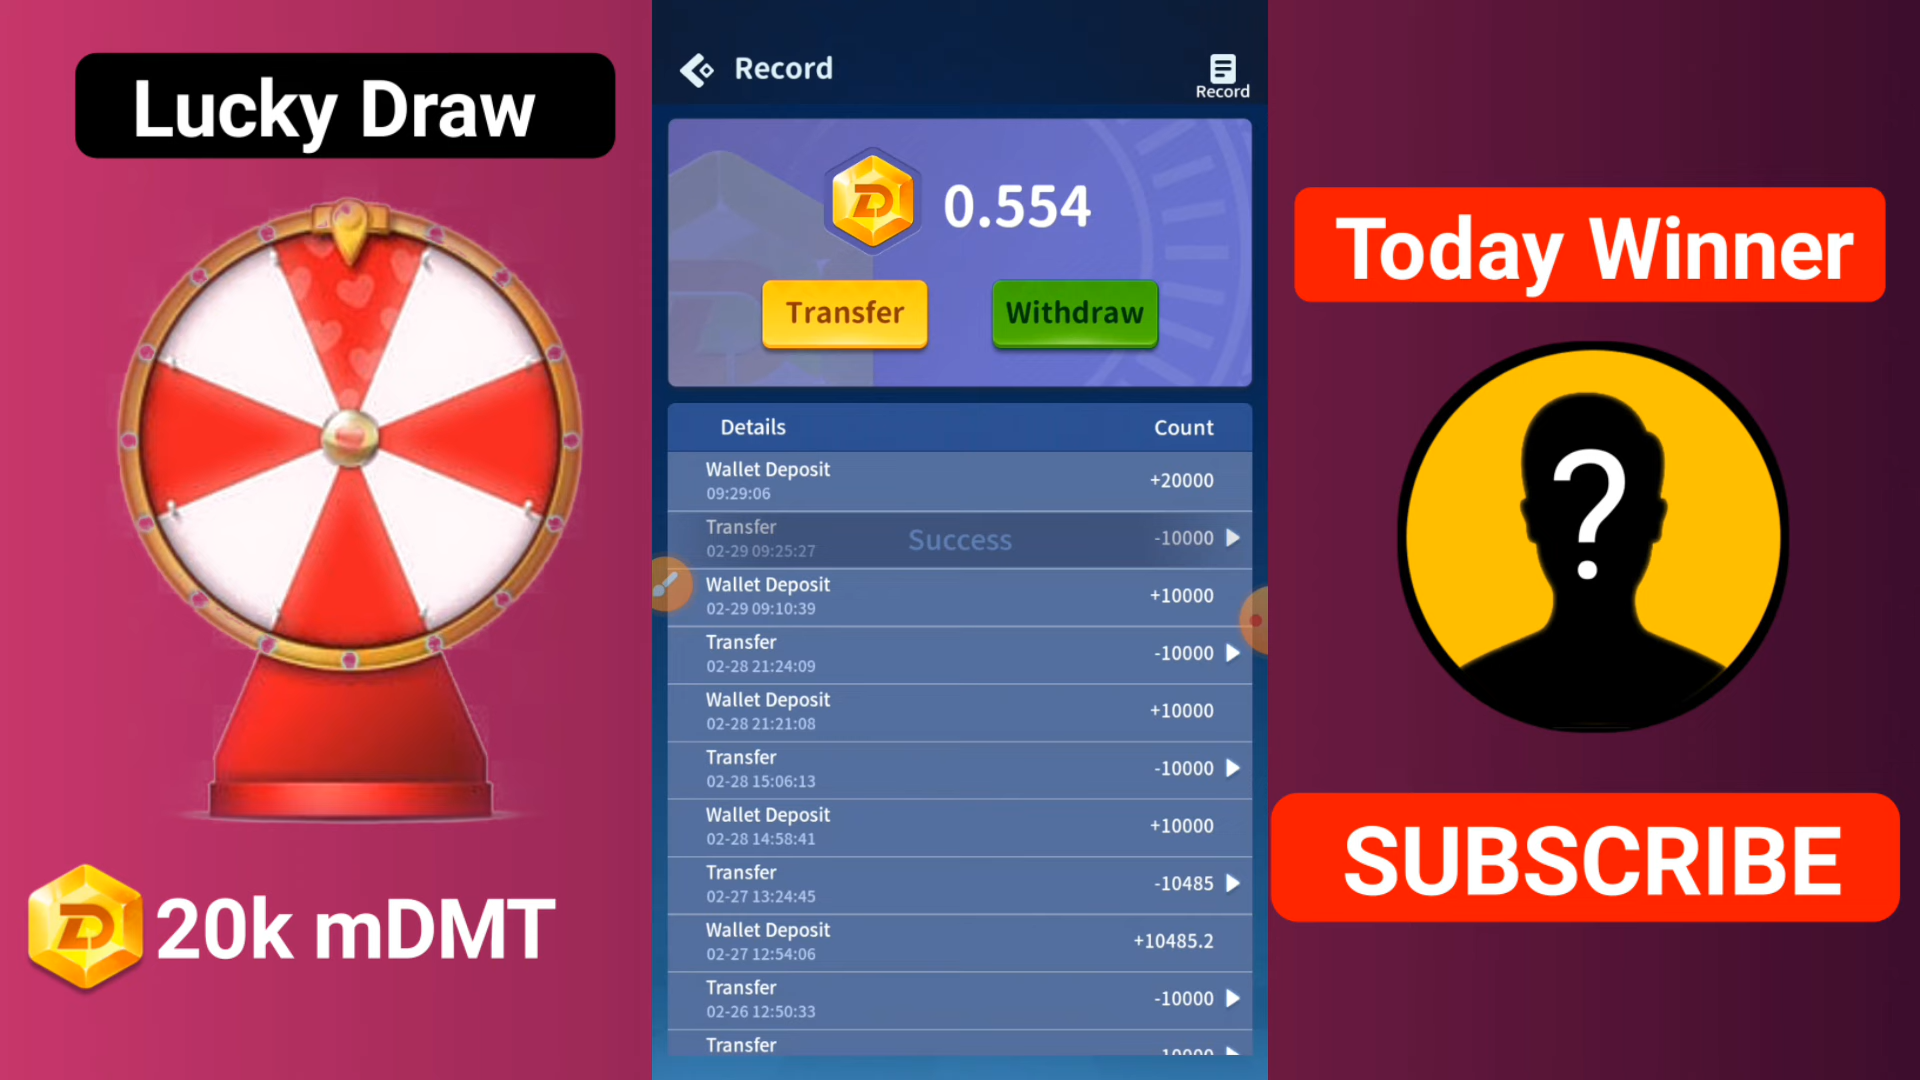 Lucky Draw
20k mDMT
Record
Record
0.554
Transfer
Withdraw
Details
Count
Wallet Deposit
+20000
09:29:06
Transfer
-10000
02-29 09:25:27
Success
Wallet Deposit
+10000
02-29 09:10:39
Transfer
-10000
02-28 21:24:09
Wallet Deposit
+10000
02-28 21:21:08
Transfer
-10000
02-28 15:06:13
Wallet Deposit
+10000
02-28 14:58:41
Transfer
-10485
02-27 13:24:45
Wallet Deposit
+10485.2
02-27 12:54:06
Transfer
-10000
02-26 12:50:33
Transfer
Today Winner
?
SUBSCRIBE